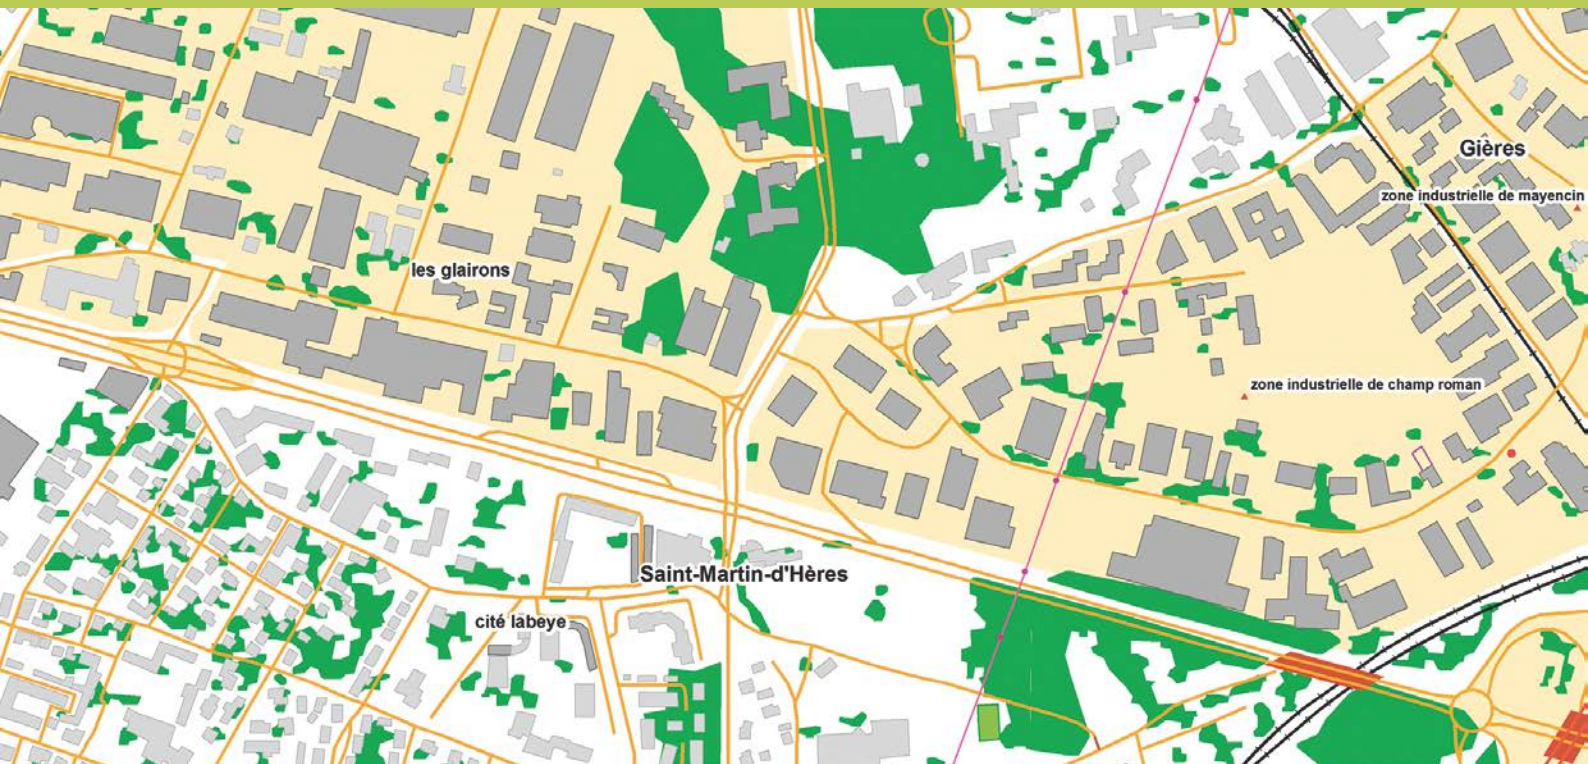 Gières
zone industrielle de mayencin
les glairons
zone industrielle de champ roman
Saint-Martin-d'Hères
cité labeye